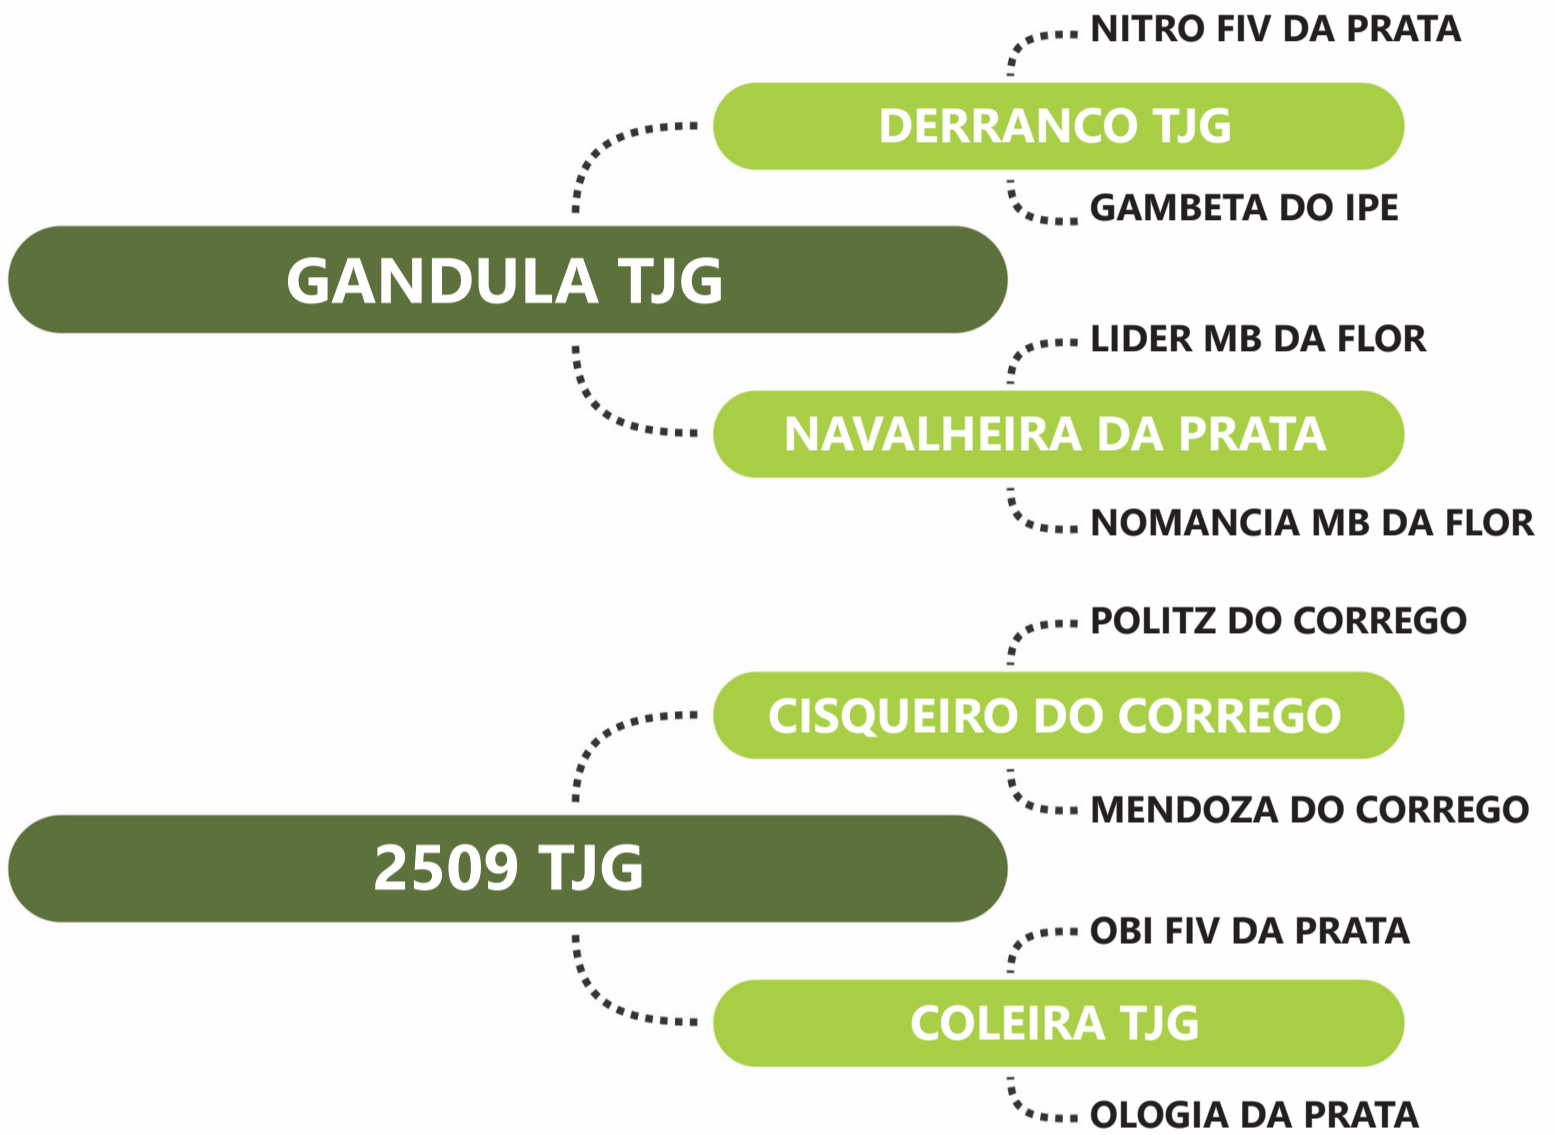 NITRO FIV DA PRATA
DERRANCO TJG
GAMBETA DO IPE
GANDULA TJG
LIDER MB DA FLOR
NAVALHEIRA DA PRATA
NOMANCIA MB DA FLOR
POLITZ DO CORREGO
CISQUEIRO DO CORREGO
MENDOZA DO CORREGO
2509 TJG
OBI FIV DA PRATA
COLEIRA TJG
OLOGIA DA PRATA